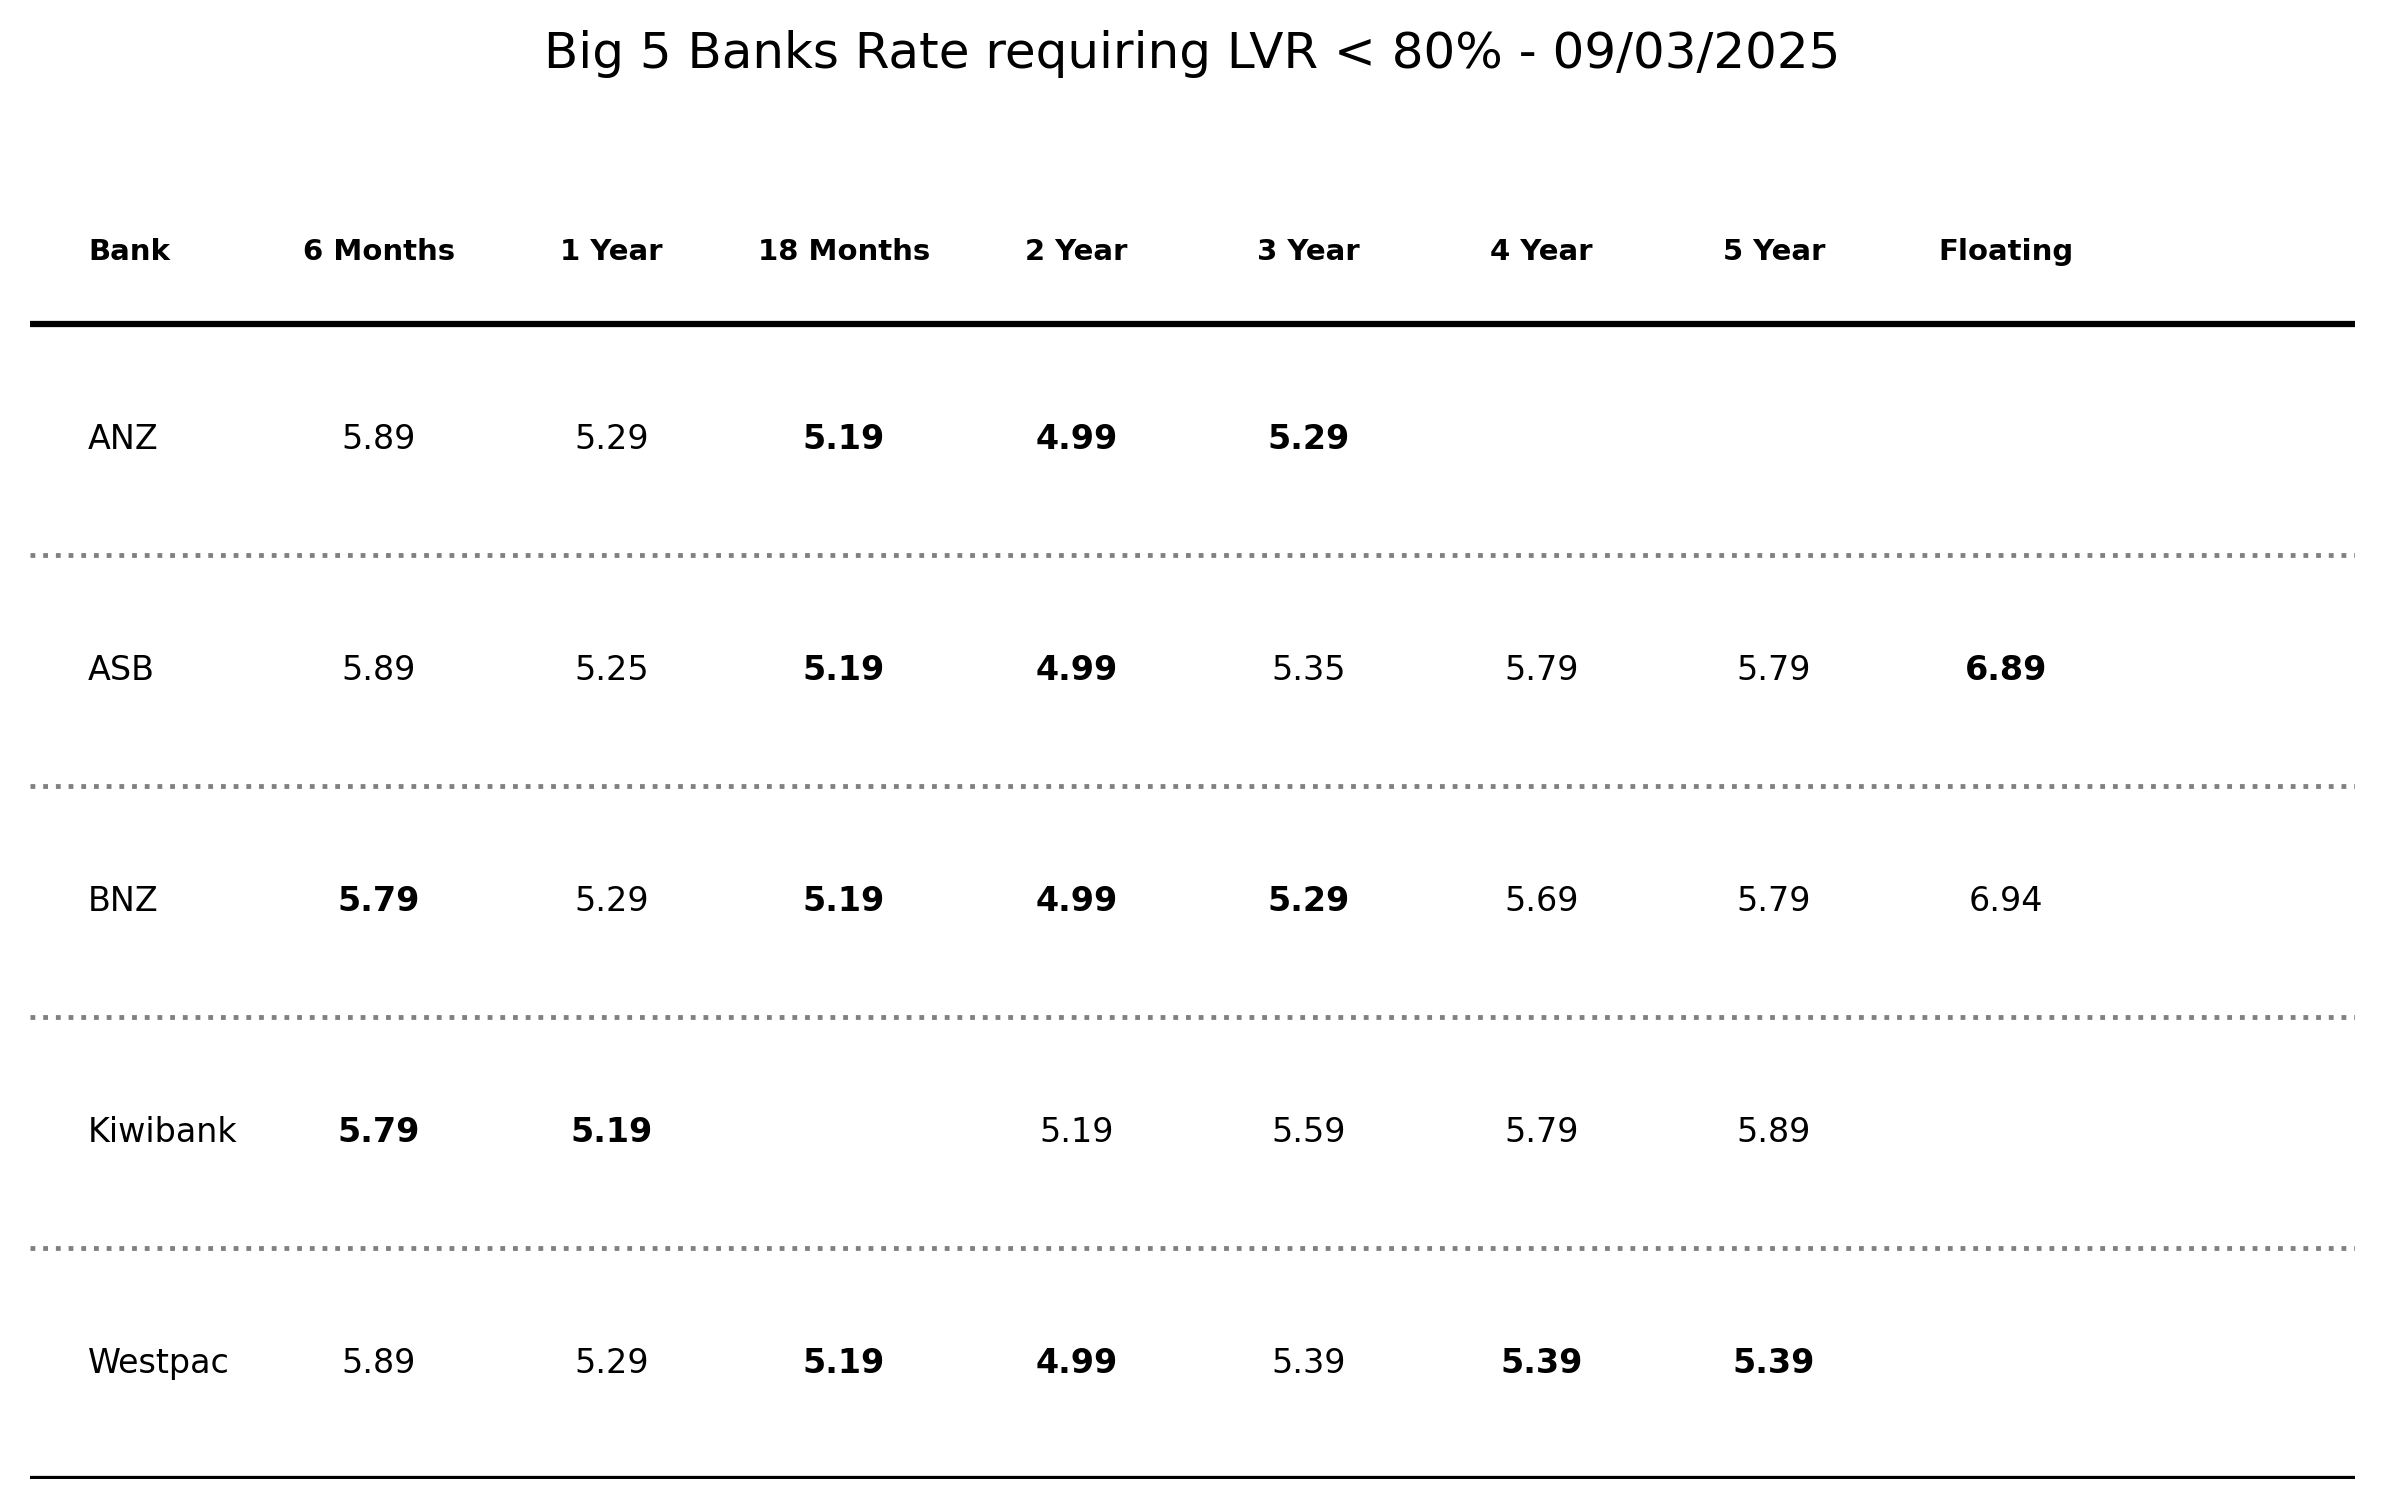 Big 5 Banks Rate requiring LVR < 80% - 09/03/2025
Bank 6 Months 1 Year 18 Months 2 Year 3 Year 4 Year 5 Year Floating
ANZ 5.89 5.29 5.19 4.99 5.29
ASB 5.89 5.25 5.19 4.99 5.35 5.79 5.79 6.89
BNZ 5.79 5.29 5.19 4.99 5.29 5.69 5.79 6.94
Kiwibank 5.79 5.19 5.19 5.59 5.79 5.89
Westpac 5.89 5.29 5.19 4.99 5.39 5.39 5.39